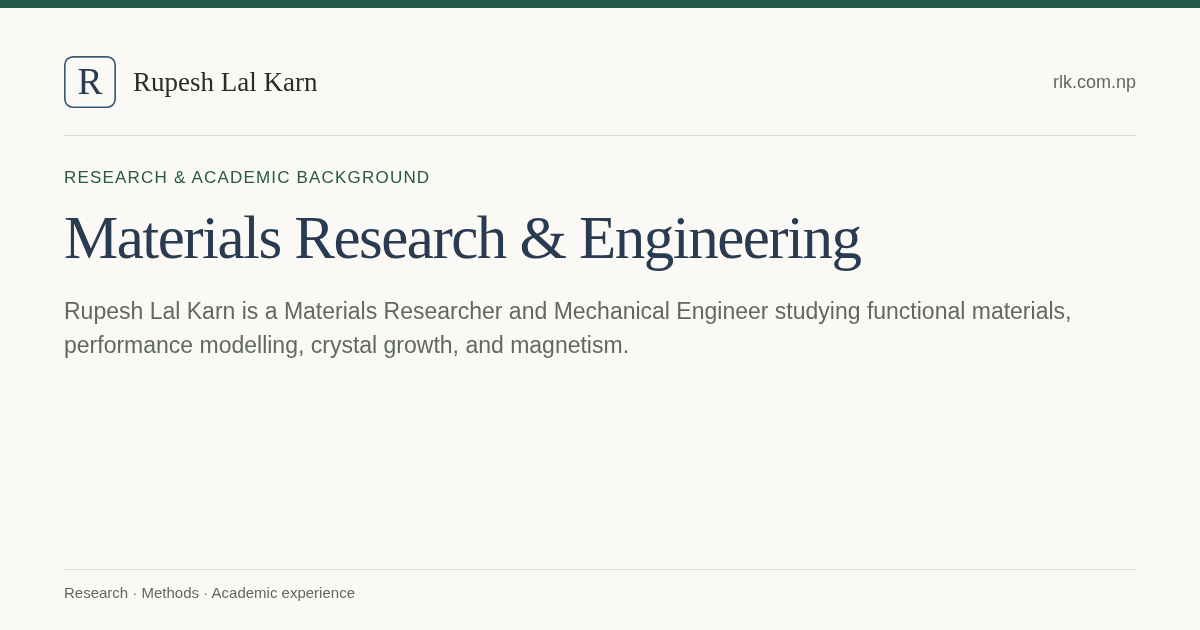 R
Rupesh Lal Karn
rlk.com.np
RESEARCH & ACADEMIC BACKGROUND
Materials Research & Engineering
Rupesh Lal Karn is a Materials Researcher and Mechanical Engineer studying functional materials,
performance modelling, crystal growth, and magnetism.
Research · Methods · Academic experience